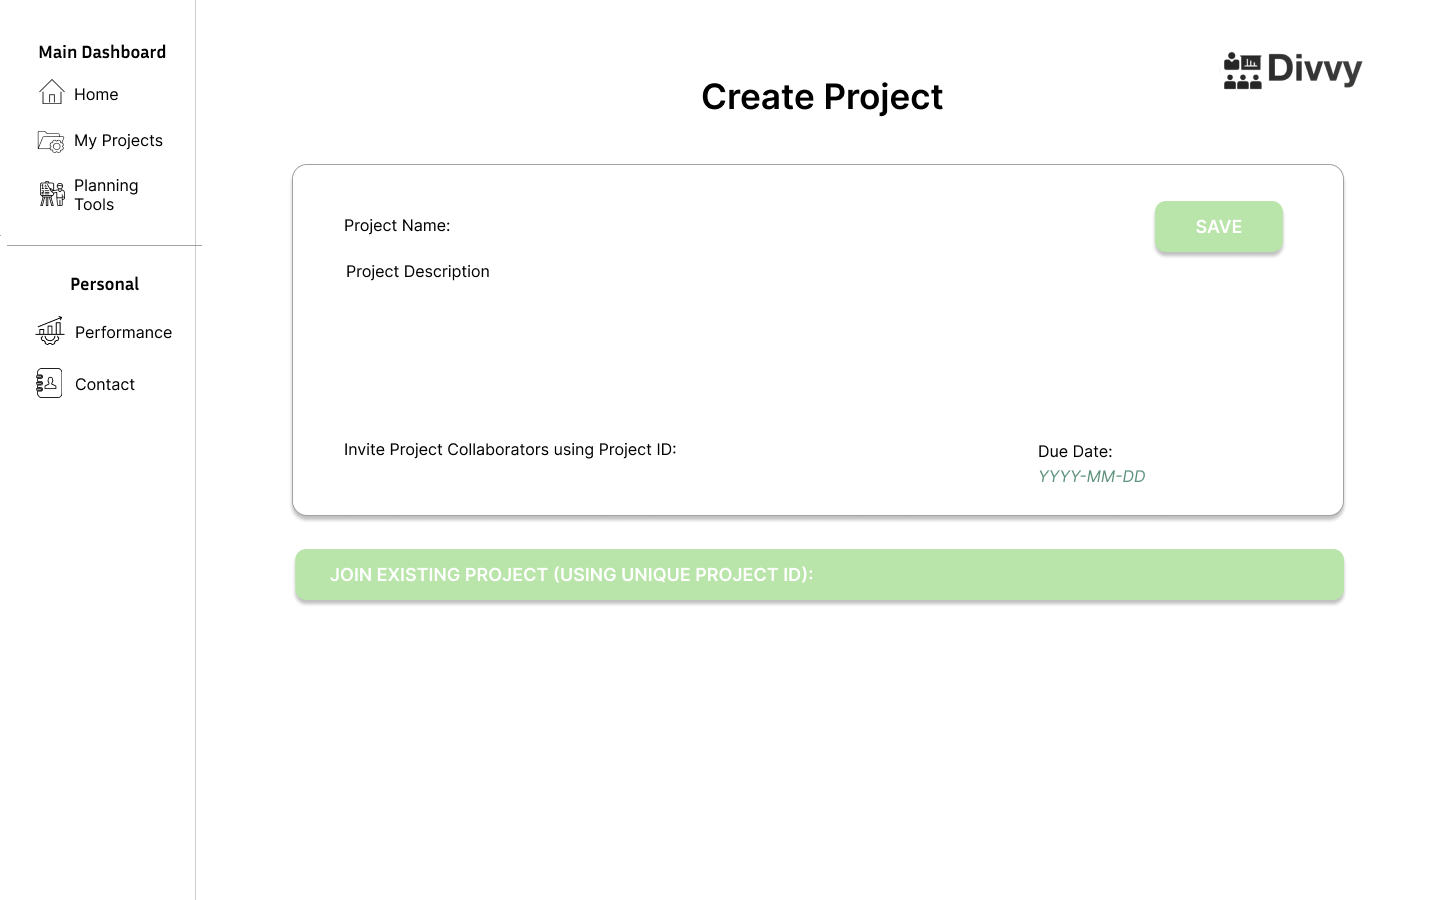 Main Dashboard
Home
My Projects
Planning
Tools
Personal
Performance
Contact
Divvy
Create Project
Project Name:
SAVE
Project Description
Invite Project Collaborators using Project ID:
Due Date:
YYYY-MM-DD
JOIN EXISTING PROJECT (USING UNIQUE PROJECT ID):